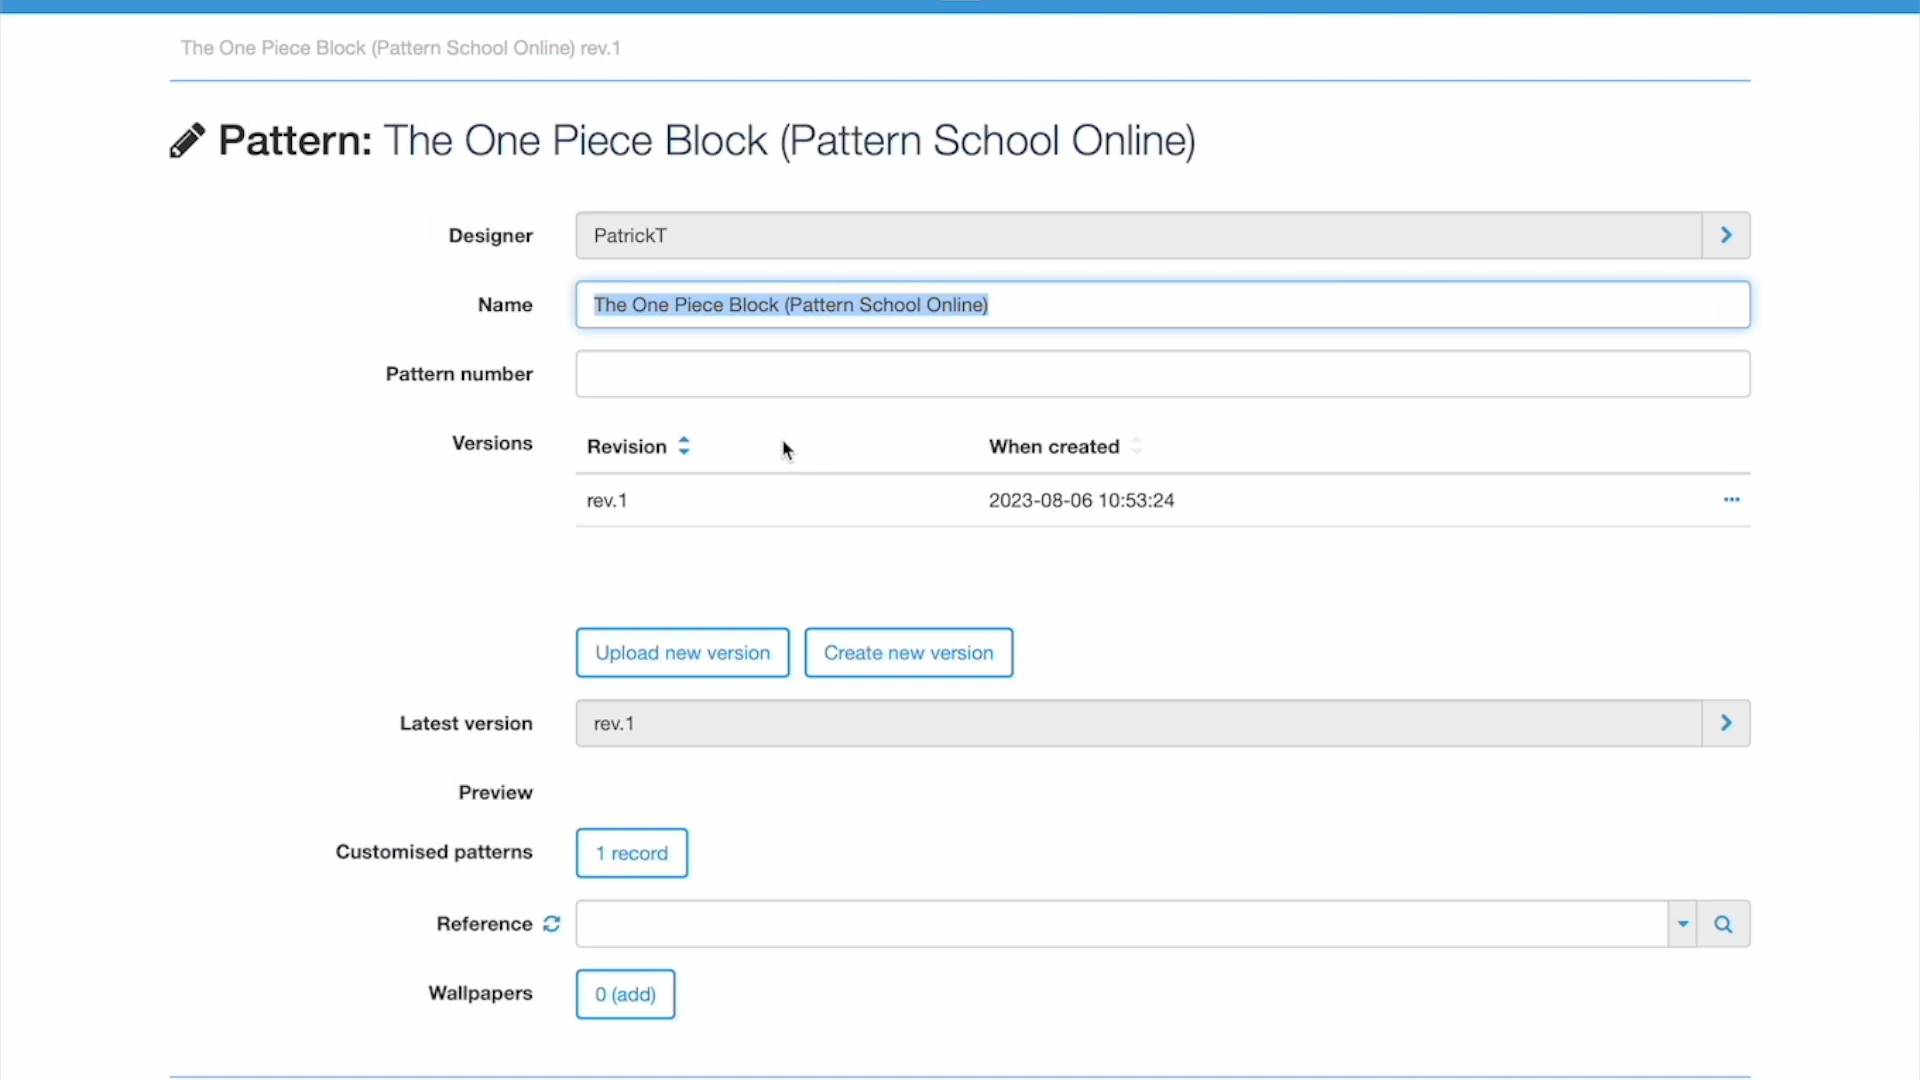 The One Piece Block (Pattern School Online) rev.1
Pattern: The One Piece Block (Pattern School Online)
Designer PatrickT
Name The One Piece Block (Pattern School Online)
Pattern number
Versions Revision When created
rev.1 2023-08-06 10:53:24
Upload new version Create new version
Latest version rev.1
Preview
Customised patterns 1 record
Reference
Wallpapers 0 (add)